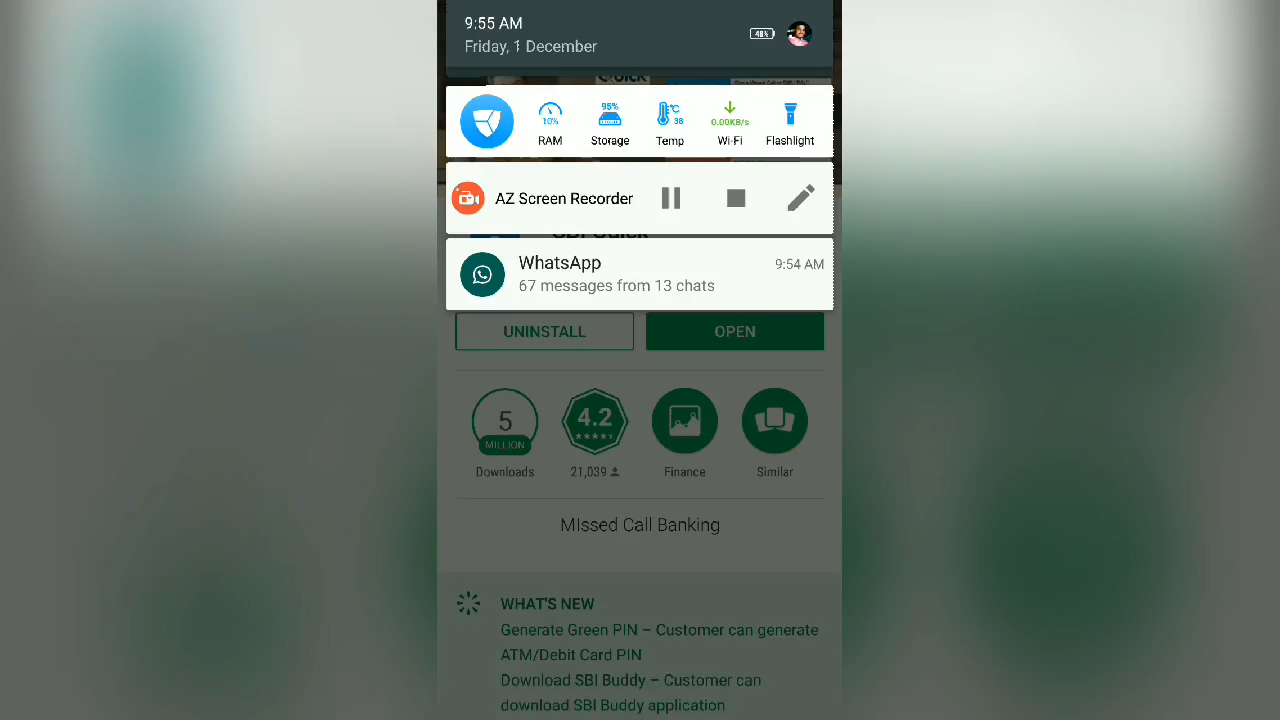 9:55 AM
48%
Friday, 1 December
10%
95%
°C
38
0.00KB/s
RAM
Storage
Temp
Wi-Fi
Flashlight
AZ Screen Recorder
SBI Quick
WhatsApp
9:54 AM
67 messages from 13 chats
UNINSTALL
OPEN
5
MILLION
4.2
Downloads
21,039
Finance
Similar
MIssed Call Banking
WHAT'S NEW
Generate Green PIN – Customer can generate
ATM/Debit Card PIN
Download SBI Buddy – Customer can
download SBI Buddy application